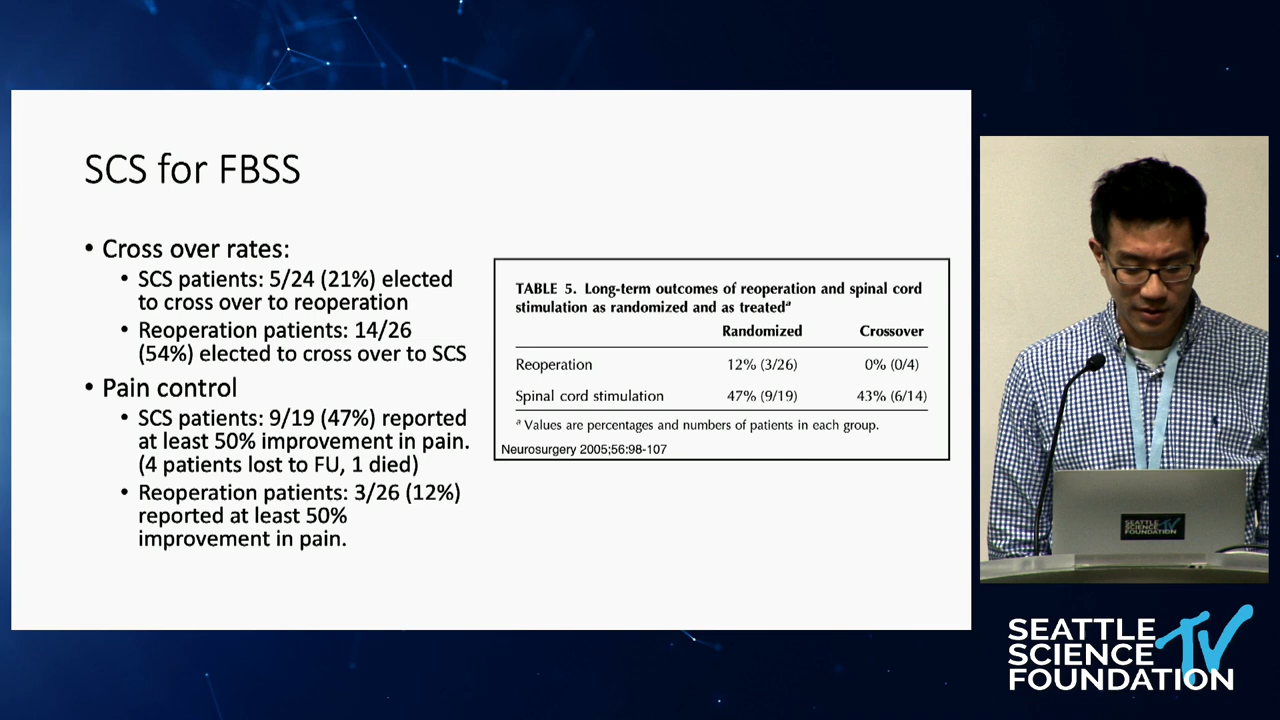 SCS for FBSS
• Cross over rates:
• SCS patients: 5/24 (21%) elected
to cross over to reoperation
• Reoperation patients: 14/26
(54%) elected to cross over to SCS
• Pain control
• SCS patients: 9/19 (47%) reported
at least 50% improvement in pain.
(4 patients lost to FU, 1 died)
• Reoperation patients: 3/26 (12%)
reported at least 50%
improvement in pain.
TABLE 5. Long-term outcomes of reoperation and spinal cord
stimulation as randomized and as treatedᵃ
Randomized Crossover
Reoperation 12% (3/26) 0% (0/4)
Spinal cord stimulation 47% (9/19) 43% (6/14)
ᵃ Values are percentages and numbers of patients in each group.
Neurosurgery 2005;56:98-107
SEATTLE
SCIENCE TV
FOUNDATION
SEATTLE
SCIENCE TV
FOUNDATION